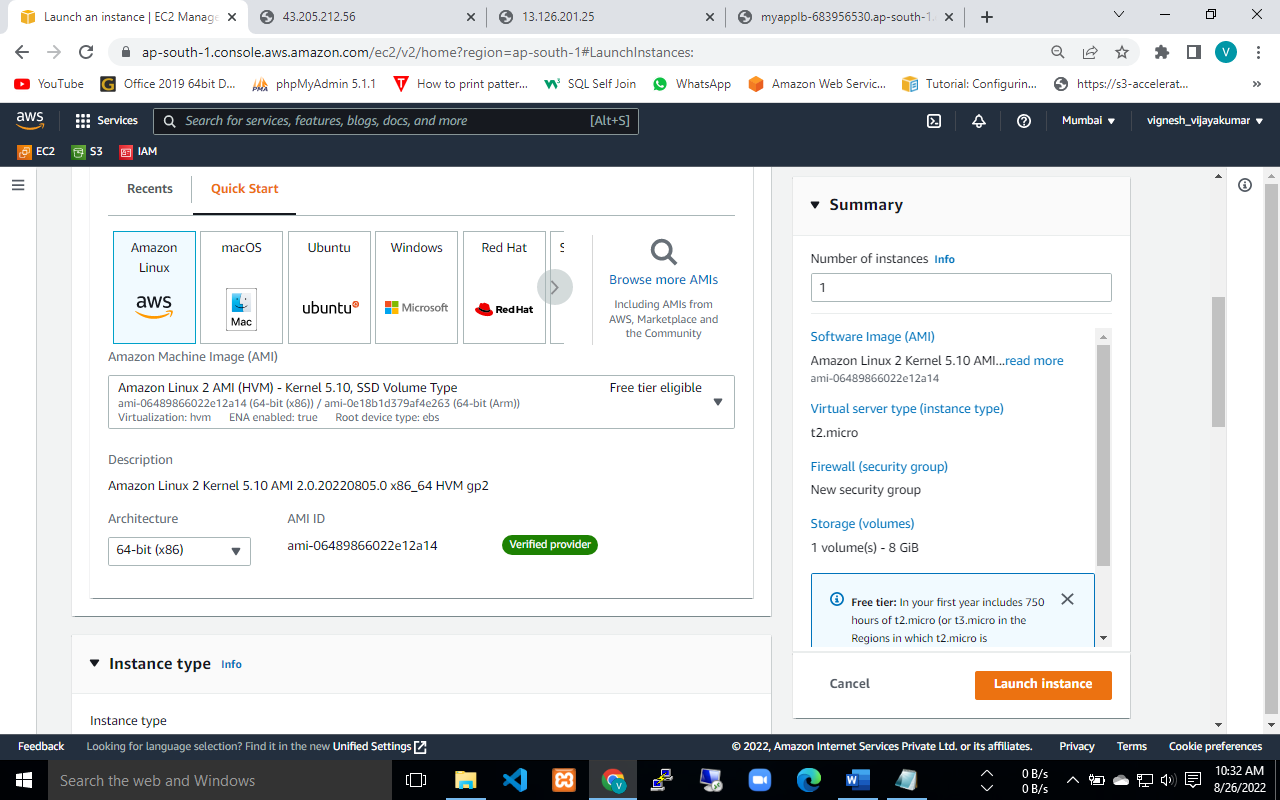 Launch an instance | EC2 Manage
43.205.212.56
13.126.201.25
myapplb-683956530.ap-south-1.
ap-south-1.console.aws.amazon.com/ec2/v2/home?region=ap-south-1#LaunchInstances:
V
YouTube
Office 2019 64bit D...
phpMyAdmin 5.1.1
How to print patter...
SQL Self Join
WhatsApp
Amazon Web Servic...
Tutorial: Configurin...
https://s3-accelerat...
»
aws
Services
Search for services, features, blogs, docs, and more
[Alt+S]
Mumbai
vignesh_vijayakumar
EC2
S3
IAM
Recents
Quick Start
Amazon
Linux
aws
macOS
Mac
Ubuntu
ubuntu
Windows
Microsoft
Red Hat
Red Hat
S
Browse more AMIs
Including AMIs from
AWS, Marketplace and
the Community
Amazon Machine Image (AMI)
Amazon Linux 2 AMI (HVM) - Kernel 5.10, SSD Volume Type
Free tier eligible
ami-06489866022e12a14 (64-bit (x86)) / ami-0e18b1d379af4e263 (64-bit (Arm))
Virtualization: hvm ENA enabled: true Root device type: ebs
Description
Amazon Linux 2 Kernel 5.10 AMI 2.0.20220805.0 x86_64 HVM gp2
Architecture
AMI ID
64-bit (x86)
ami-06489866022e12a14
Verified provider
Instance type Info
Instance type
Summary
Number of instances Info
1
Software Image (AMI)
Amazon Linux 2 Kernel 5.10 AMI...read more
ami-06489866022e12a14
Virtual server type (instance type)
t2.micro
Firewall (security group)
New security group
Storage (volumes)
1 volume(s) - 8 GiB
Free tier: In your first year includes 750
hours of t2.micro (or t3.micro in the
Regions in which t2.micro is
Cancel
Launch instance
Feedback
Looking for language selection? Find it in the new Unified Settings
© 2022, Amazon Internet Services Private Ltd. or its affiliates.
Privacy
Terms
Cookie preferences
Search the web and Windows
0 B/s
0 B/s
10:32 AM
8/26/2022